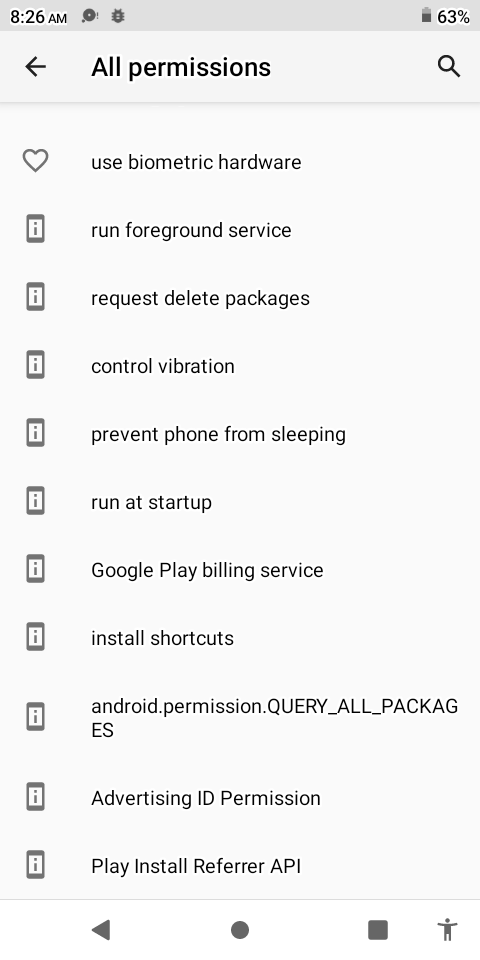 8:26 AM 63%
All permissions
use biometric hardware
run foreground service
request delete packages
control vibration
prevent phone from sleeping
run at startup
Google Play billing service
install shortcuts
android.permission.QUERY_ALL_PACKAG
ES
Advertising ID Permission
Play Install Referrer API